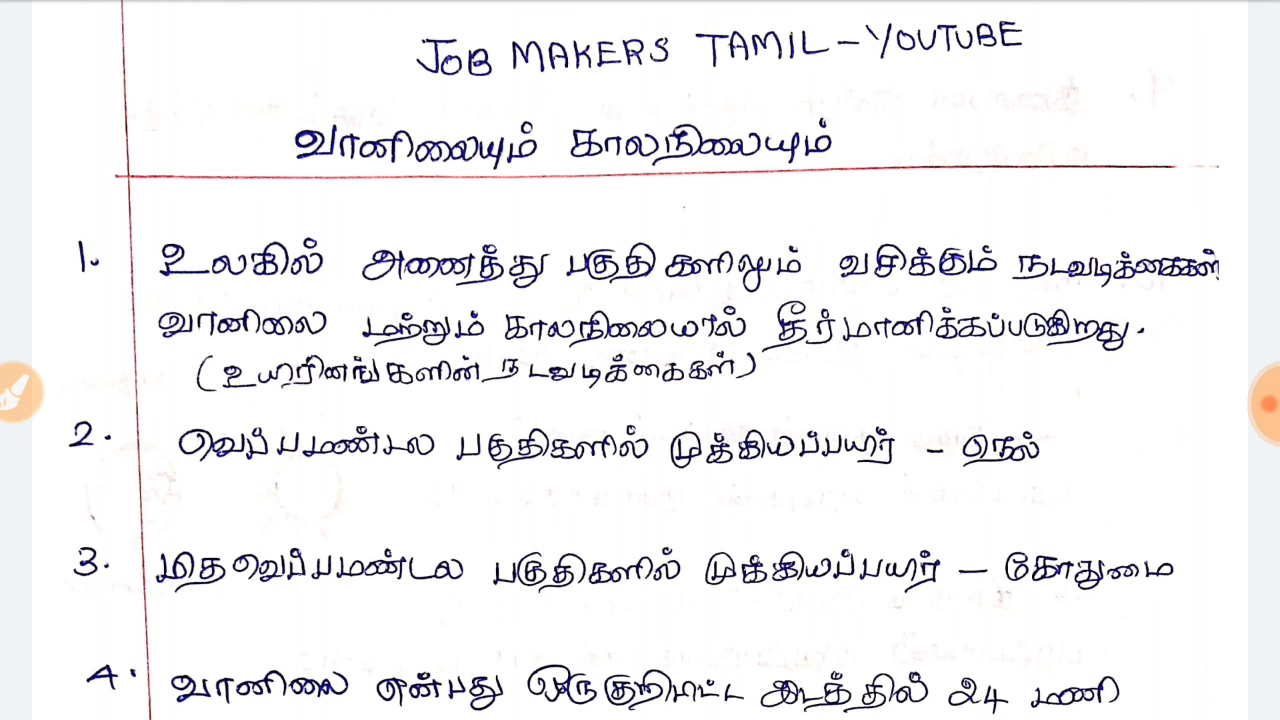 JOB MAKERS TAMIL - YOUTUBE
வானிலையும் காலநிலையும்
1. உலகில் அனைத்து பகுதிகளிலும் வசிக்கும் நடவடிக்கைகள்
வானிலை மற்றும் காலநிலையால் தீர்மானிக்கப்படுகிறது.
(உயிரினங்களின் நடவடிக்கைகள்)
2. வெப்பமண்டல பகுதிகளில் முக்கியப்பயிர் - நெல்
3. மிதவெப்பமண்டல பகுதிகளில் முக்கியப்பயிர் - கோதுமை
4. வானிலை என்பது ஒரு குறிப்பிட்ட இடத்தில் 24 மணி